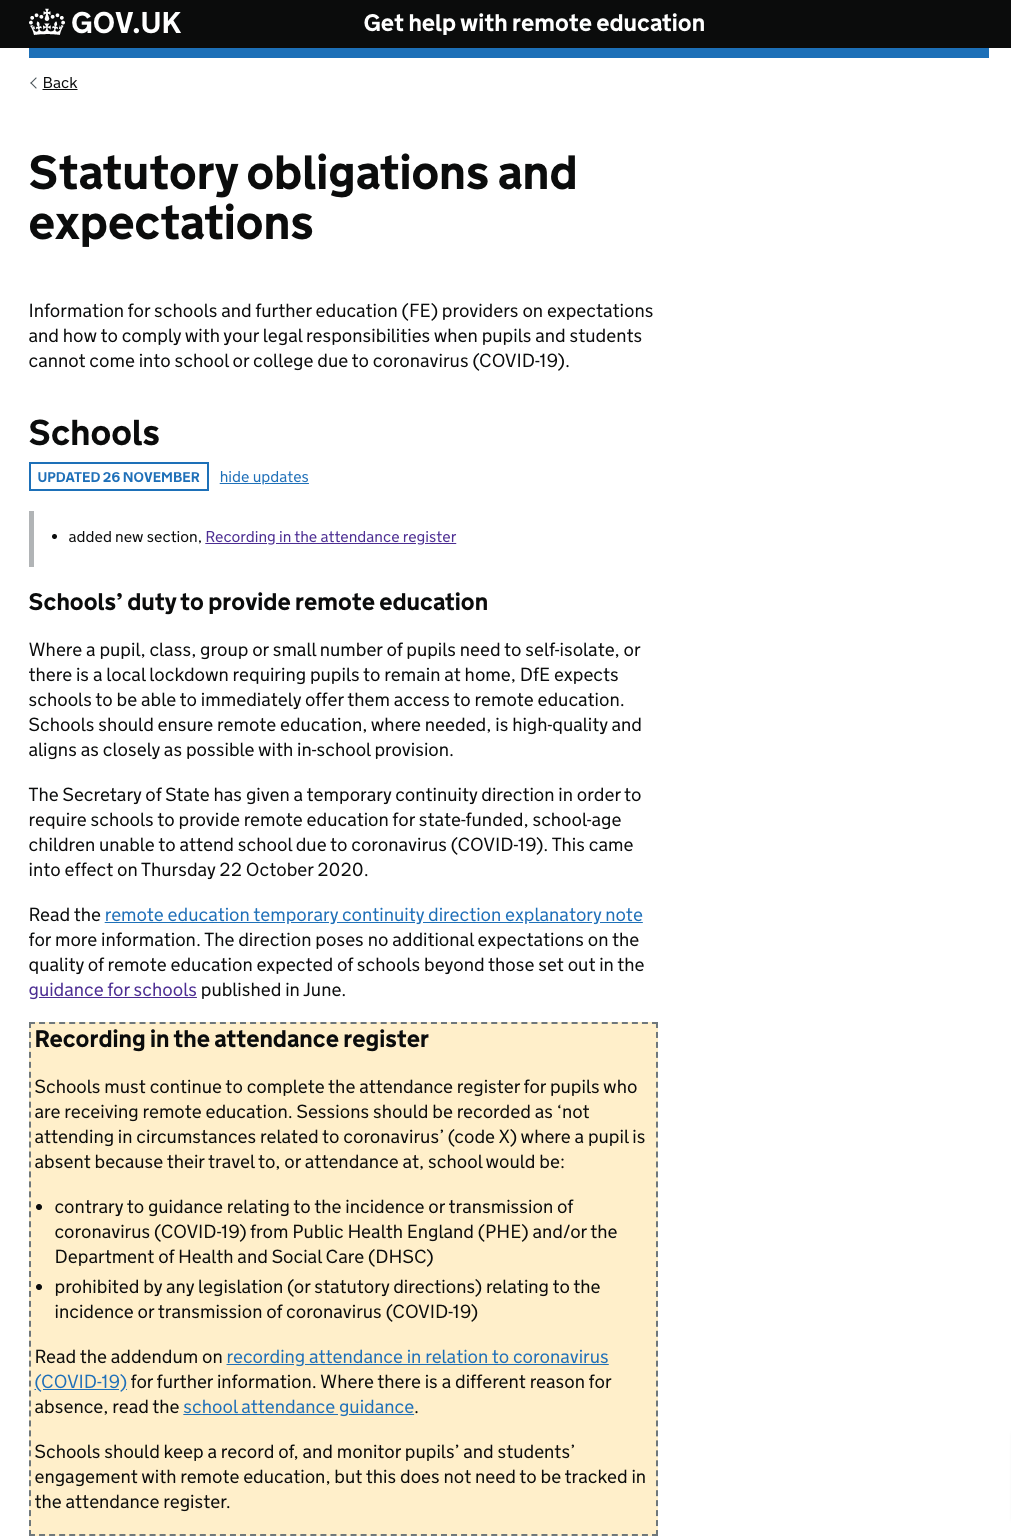 GOV.UK
Get help with remote education
Back
Statutory obligations and
expectations
Information for schools and further education (FE) providers on expectations
and how to comply with your legal responsibilities when pupils and students
cannot come into school or college due to coronavirus (COVID-19).
Schools
UPDATED 26 NOVEMBER hide updates
• added new section, Recording in the attendance register
Schools’ duty to provide remote education
Where a pupil, class, group or small number of pupils need to self-isolate, or
there is a local lockdown requiring pupils to remain at home, DfE expects
schools to be able to immediately offer them access to remote education.
Schools should ensure remote education, where needed, is high-quality and
aligns as closely as possible with in-school provision.
The Secretary of State has given a temporary continuity direction in order to
require schools to provide remote education for state-funded, school-age
children unable to attend school due to coronavirus (COVID-19). This came
into effect on Thursday 22 October 2020.
Read the remote education temporary continuity direction explanatory note
for more information. The direction poses no additional expectations on the
quality of remote education expected of schools beyond those set out in the
guidance for schools published in June.
Recording in the attendance register
Schools must continue to complete the attendance register for pupils who
are receiving remote education. Sessions should be recorded as ‘not
attending in circumstances related to coronavirus’ (code X) where a pupil is
absent because their travel to, or attendance at, school would be:
• contrary to guidance relating to the incidence or transmission of
coronavirus (COVID-19) from Public Health England (PHE) and/or the
Department of Health and Social Care (DHSC)
• prohibited by any legislation (or statutory directions) relating to the
incidence or transmission of coronavirus (COVID-19)
Read the addendum on recording attendance in relation to coronavirus
(COVID-19) for further information. Where there is a different reason for
absence, read the school attendance guidance.
Schools should keep a record of, and monitor pupils’ and students’
engagement with remote education, but this does not need to be tracked in
the attendance register.